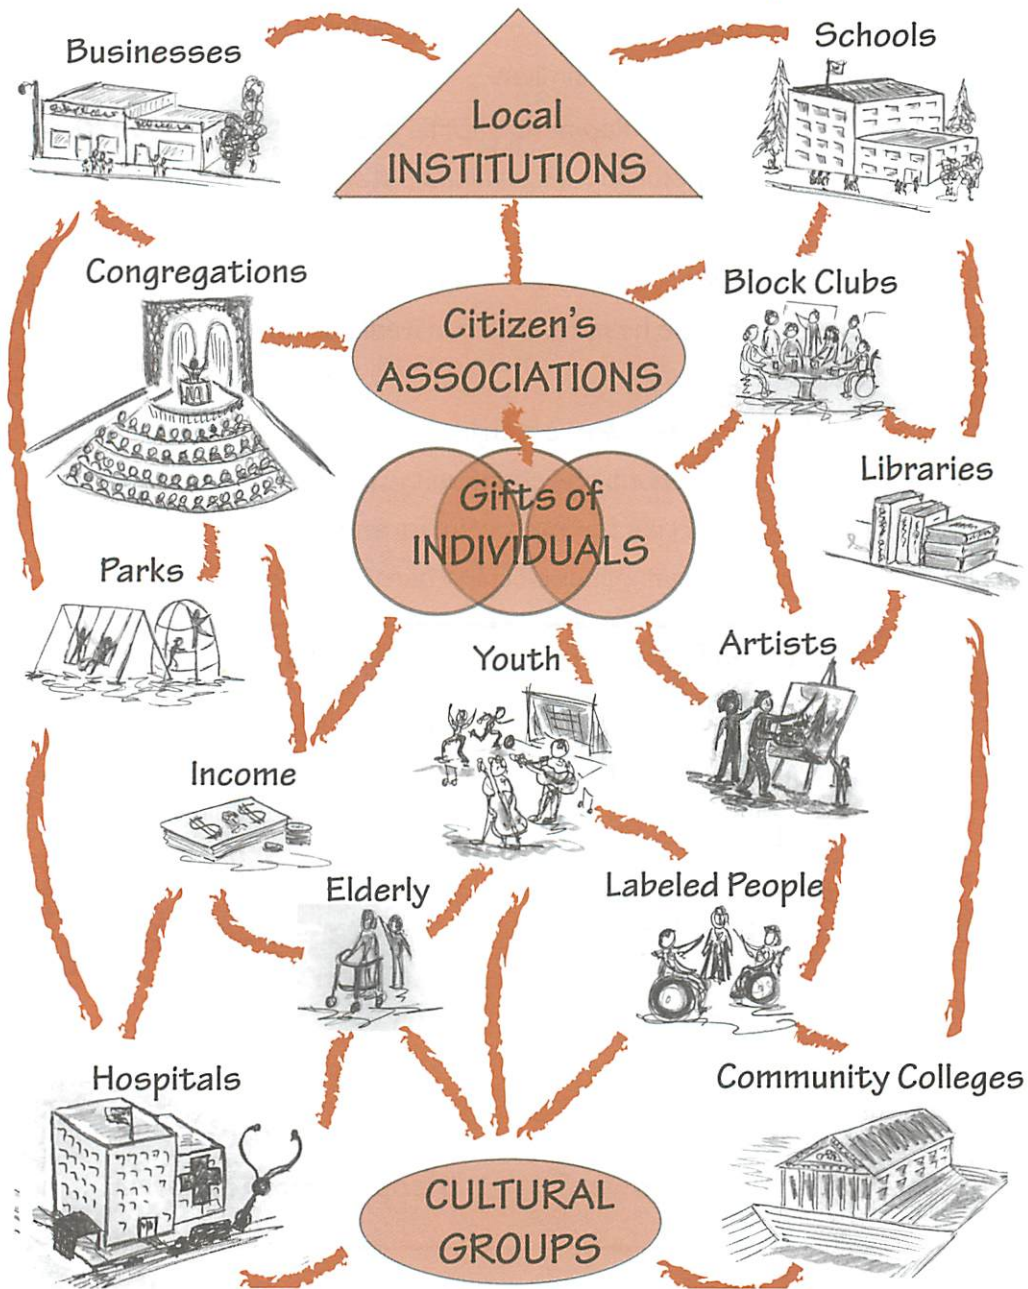 Businesses
Schools
Local
INSTITUTIONS
Congregations
Block Clubs
Citizen's
ASSOCIATIONS
Libraries
Gifts of
INDIVIDUALS
Parks
Youth
Artists
Income
$ $ $
Elderly
Labeled People
Hospitals
Community Colleges
CULTURAL
GROUPS